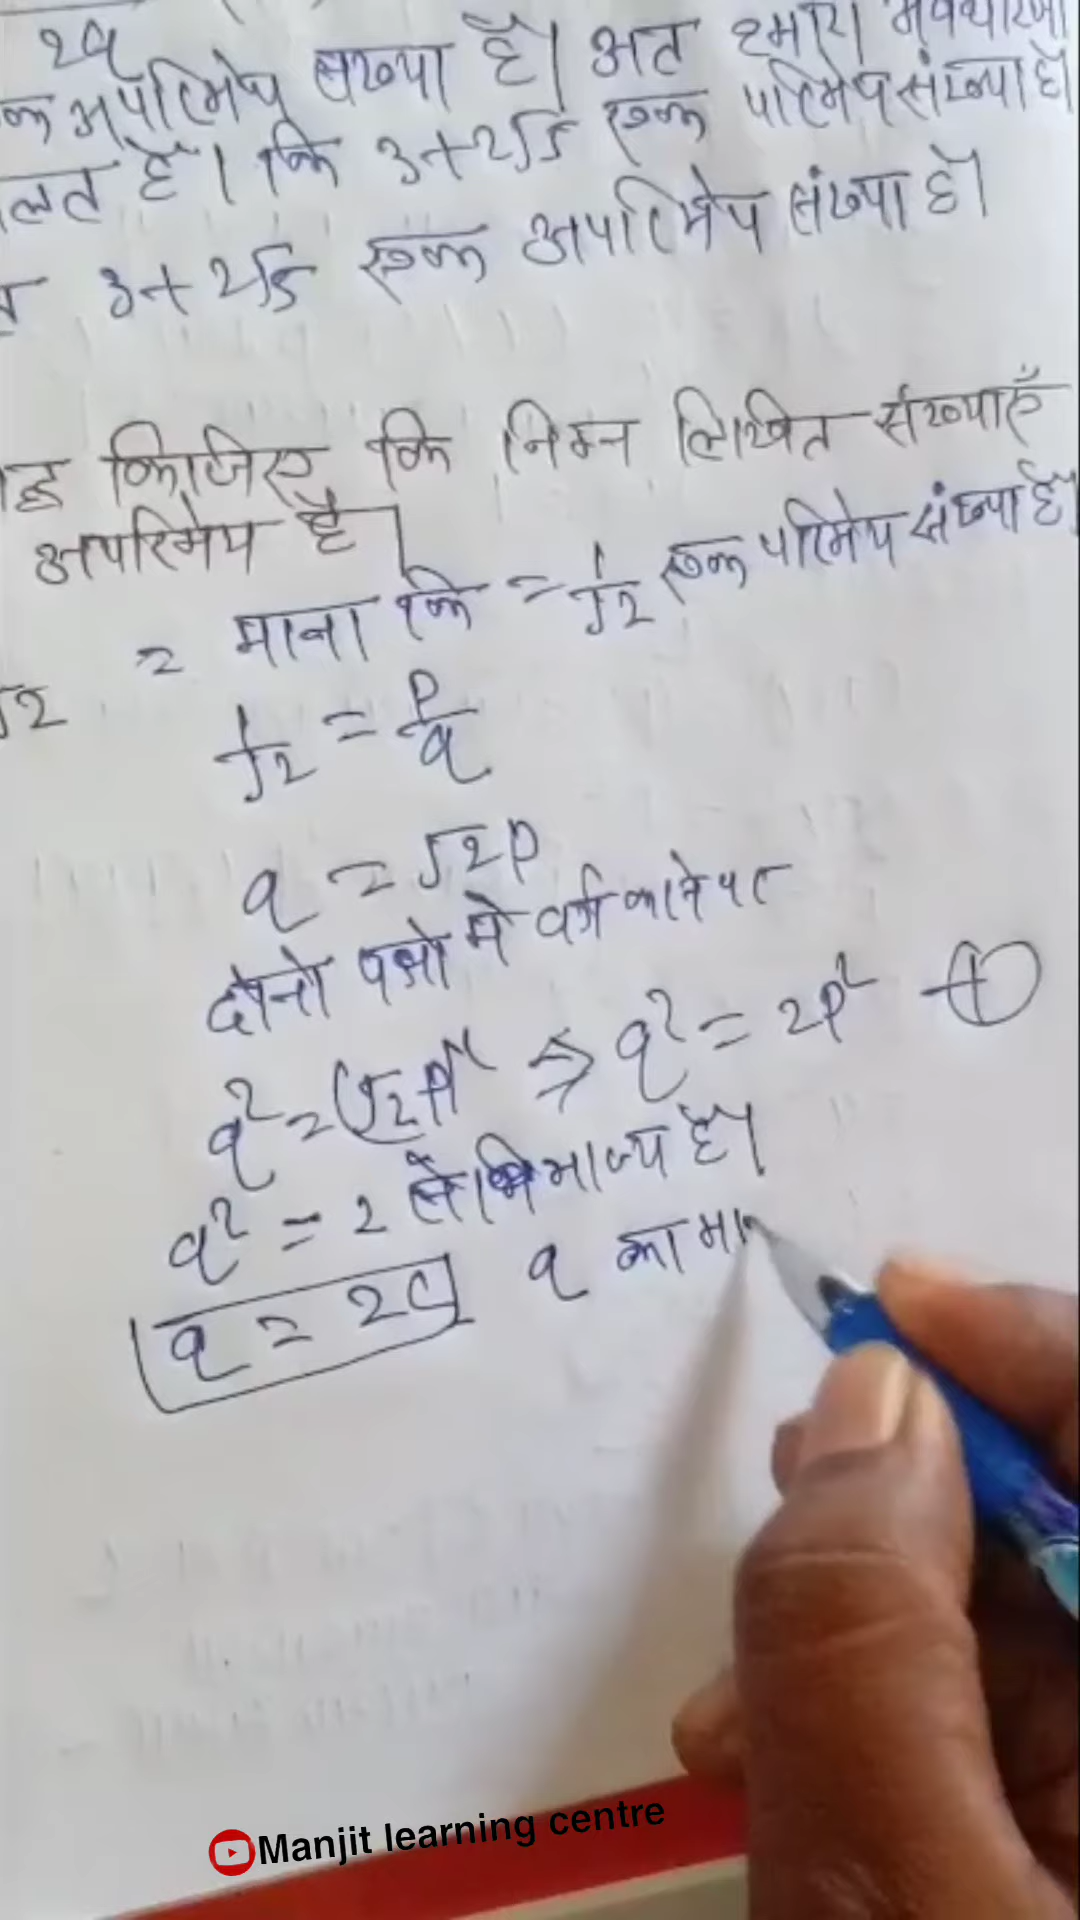 2q
अपरिमेय संख्या है। अत हमारी
गलत है। कि 3+2√5 एक परिमेय संख्या है।
3+2√5 एक अपरिमेय संख्या है।
किजिए कि निम्न लिखित संख्याएँ
अपरिमेय है।
= माना कि = 1/√2 एक परिमेय संख्या है।
√2
1/√2 = p/q
q = √2p
दोनो पक्षो मे वर्ग करने पर
q² = (√2p)² ⇒ q² = 2p² —①
q² = 2 से विभाज्य है।
q = 2c q का मान
Manjit learning centre